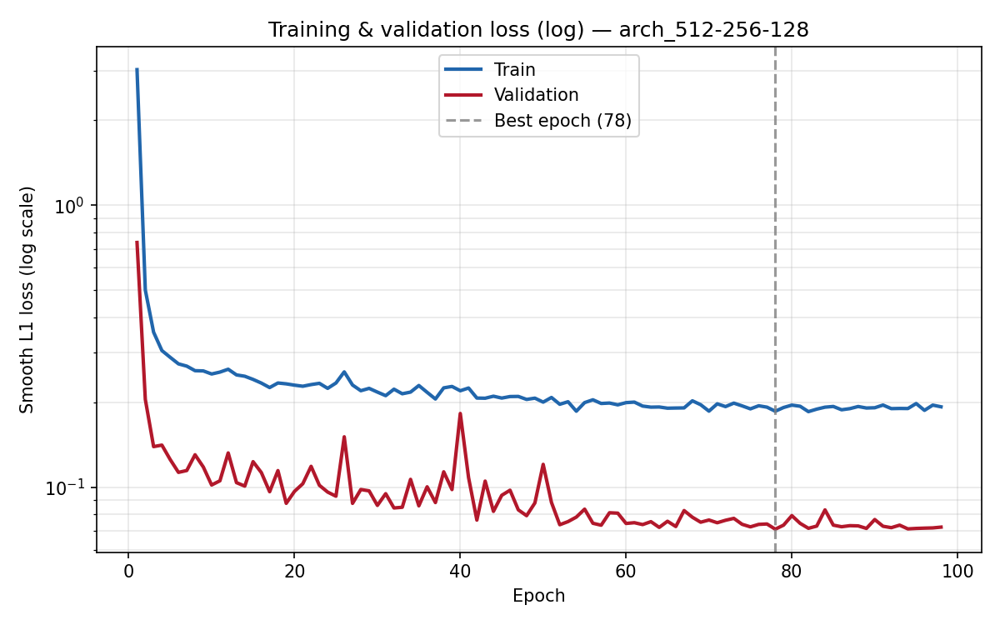 Training & validation loss (log) — arch_512-256-128
Train
Validation
Best epoch (78)
Smooth L1 loss (log scale)
10⁰
10⁻¹
0 20 40 60 80 100
Epoch